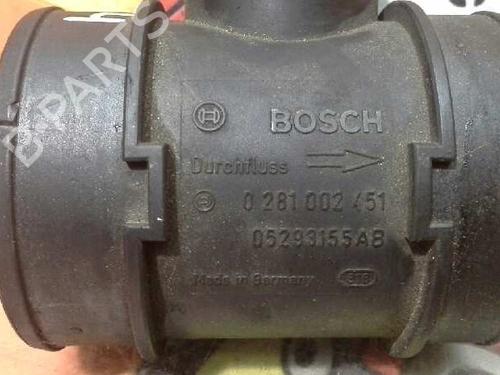 B-PARTS
BOSCH
Durchfluss
0 281 002 451
05293155AB
Made in Germany